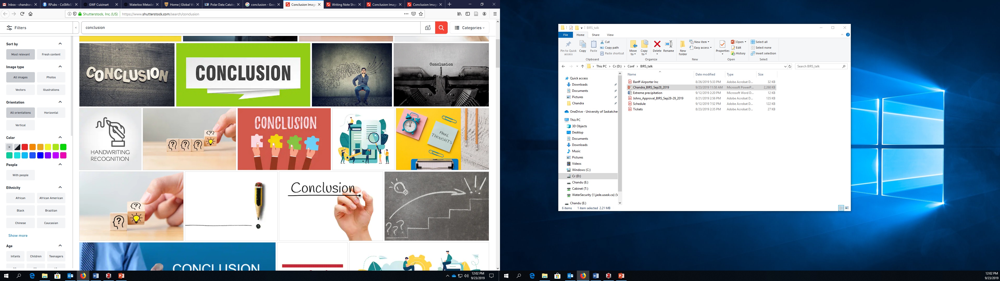 Inbox - chandraru
RPubs - CoSMoS
GWF Cuizinart
Waterloo Metadat
Home | Global Wa
Polar Data Catalog
conclusion - Goo
Conclusion Image
Writing Note Sho
Conclusion Image
Conclusion Image
Shutterstock, Inc. (US)
https://www.shutterstock.com/search/conclusion
Filters
conclusion
Categories
Sort by
Most relevant
Fresh content
Image type
All images
Photos
Vectors
Illustrations
Orientation
All orientations
Horizontal
Vertical
Color
People
With people
Ethnicity
African
African American
Black
Brazilian
Chinese
Caucasian
Show more
Age
Infants
Children
Teenagers
CONCLUSION
CONCLUSION
Conclusion
HANDWRITING
RECOGNITION
CONCLUSION
FINAL
THOUGHTS
Conclusion
CONCLUSION
12:02 PM
9/23/2019
BIRS_talk
File
Home
Share
View
Pin to Quick
access
Copy
Paste
Cut
Copy path
Paste shortcut
Clipboard
Move
to
Copy
to
Delete
Rename
Organize
New
folder
New item
Easy access
New
Properties
Open
Edit
History
Open
Select all
Select none
Invert selection
Select
This PC
Cr (D:)
Conf
BIRS_talk
Search BIRS_talk
Quick access
Downloads
Documents
Pictures
Chandra
OneDrive - University of Saskatche
This PC
3D Objects
Desktop
Documents
Downloads
Music
Pictures
Videos
Windows (C:)
Cr (D:)
Chandu (E:)
Cabinet (T:)
WaterSecurity (\\jade.usask.ca) (W
Chandu (E:)
Name Date modified Type Size
Banff Airporter Inc 8/26/2019 5:33 PM Adobe Acrobat D... 32 KB
Chandra_BIRS_Sep28_2019 9/23/2019 11:58 AM Microsoft PowerP... 2,268 KB
Extreme precipitation 9/12/2019 2:20 PM Microsoft Word D... 12 KB
Johns_Approval_BIRS_Sep28-29_2019 8/21/2019 2:56 PM Adobe Acrobat D... 135 KB
Schedule 9/12/2019 7:52 PM Adobe Acrobat D... 122 KB
Tickets 8/23/2019 2:35 PM Adobe Acrobat D... 27 KB
6 items 1 item selected 2.21 MB
12:02 PM
9/23/2019